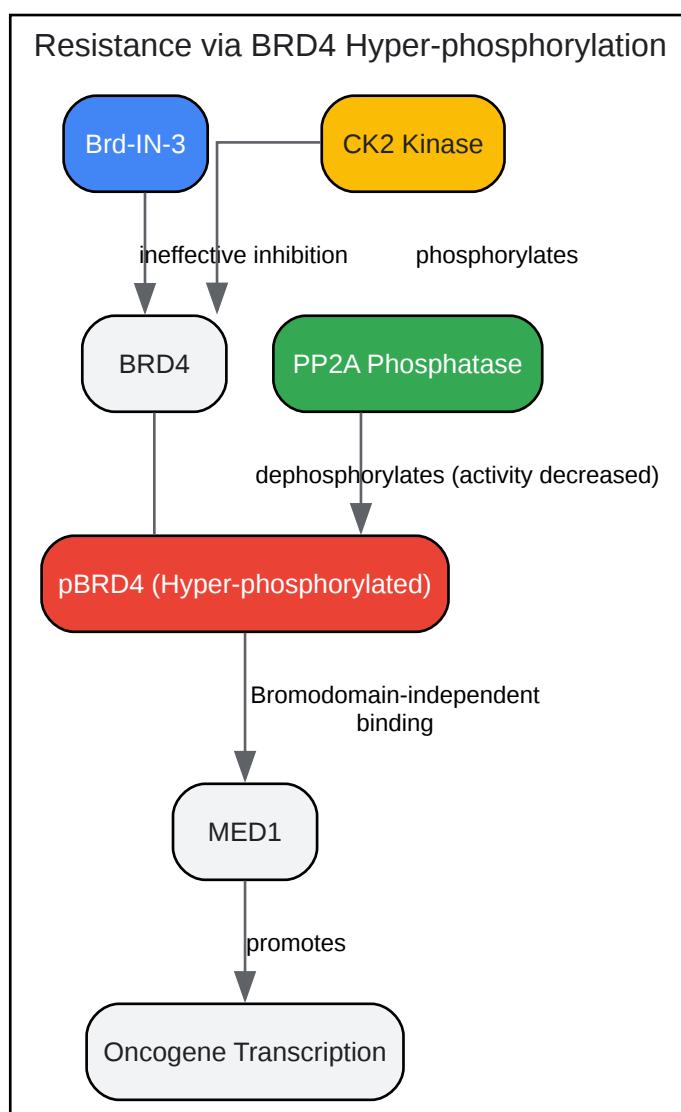 Resistance via BRD4 Hyper-phosphorylation
Brd-IN-3
CK2 Kinase
ineffective inhibition
phosphorylates
BRD4
PP2A Phosphatase
dephosphorylates (activity decreased)
pBRD4 (Hyper-phosphorylated)
Bromodomain-independent
binding
MED1
promotes
Oncogene Transcription